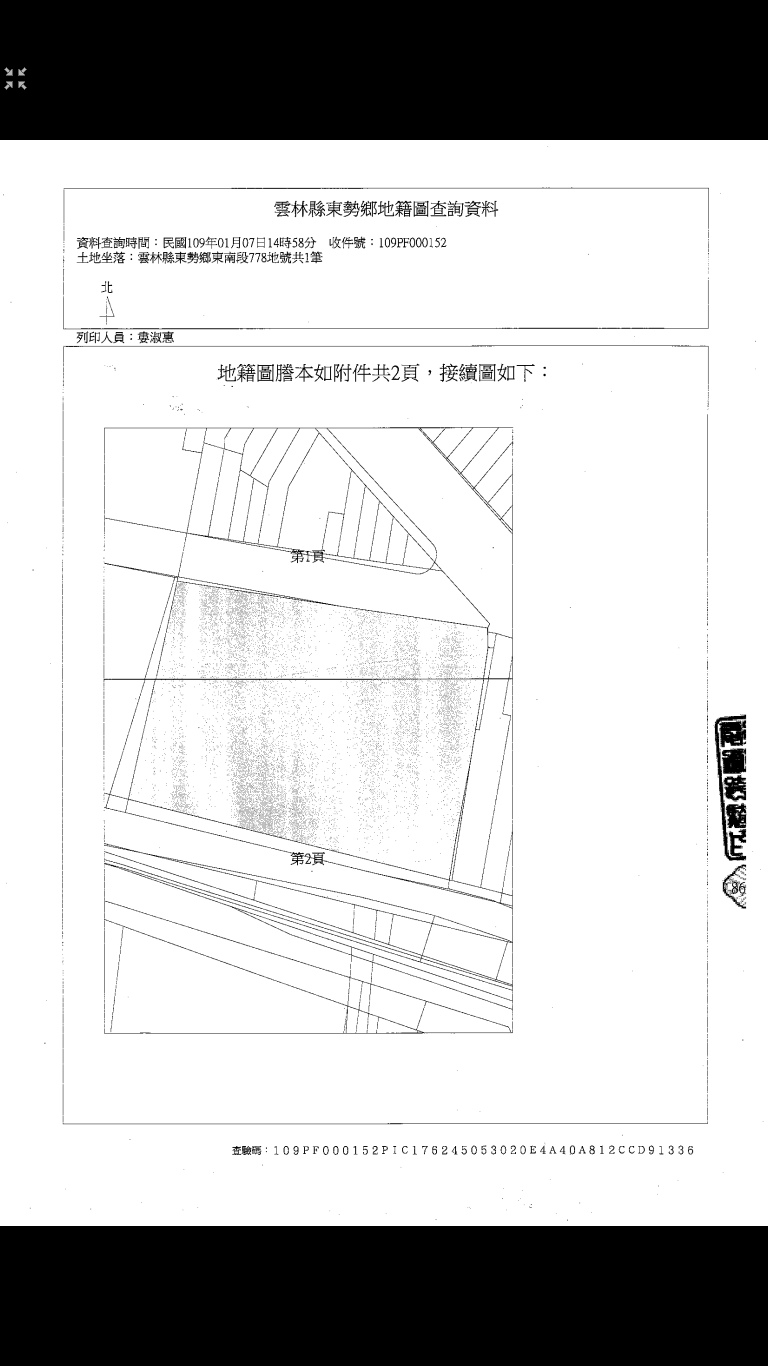 雲林縣東勢鄉地籍圖查詢資料
資料查詢時間：民國109年01月07日14時58分　收件號：109PF000152
土地坐落：雲林縣東勢鄉東南段778地號共1筆
北
列印人員：婁淑惠
地籍圖謄本如附件共2頁，接續圖如下：
第1頁
第2頁
86
查驗碼：109PF000152PIC176245053020E4A40A812CCD91336